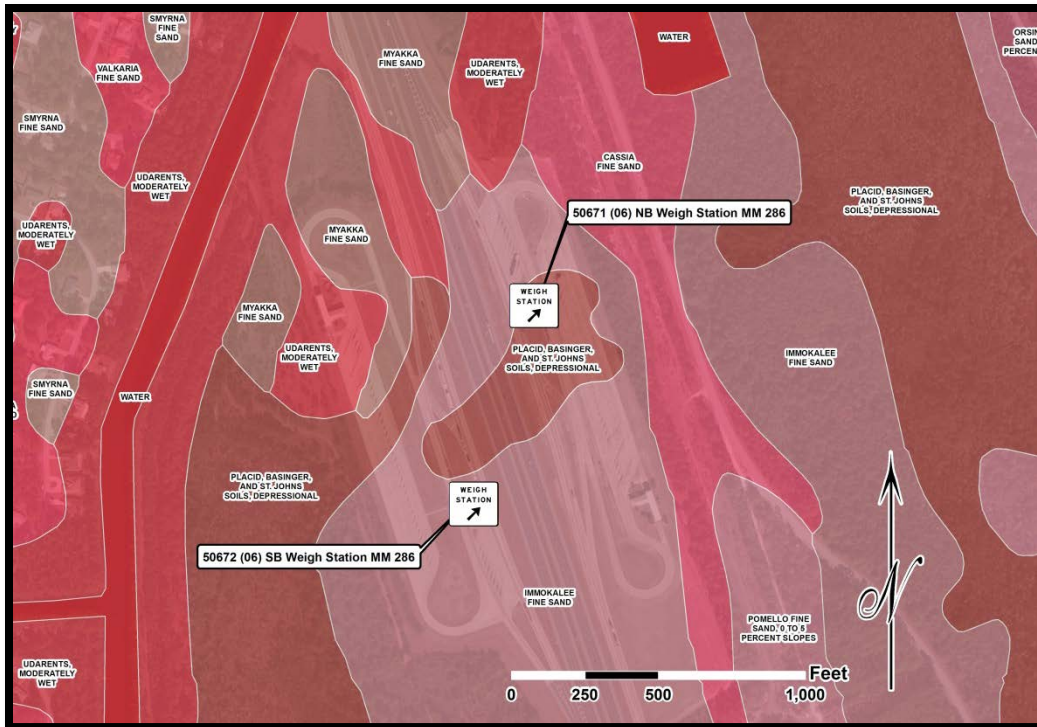 SMYRNA
FINE
SAND
VALKARIA
FINE SAND
SMYRNA
FINE SAND
UDARENTS,
MODERATELY
WET
UDARENTS,
MODERATELY
WET
MYAKKA
FINE SAND
UDARENTS,
MODERATELY
WET
WATER
ORSIN
SAND
PERCEN
CASSIA
FINE SAND
PLACID, BASINGER,
AND ST. JOHNS
SOILS, DEPRESSIONAL
50671 (06) NB Weigh Station MM 286
MYAKKA
FINE SAND
WEIGH
STATION
MYAKKA
FINE SAND
UDARENTS,
MODERATELY
WET
PLACID, BASINGER,
AND ST. JOHNS
SOILS, DEPRESSIONAL
IMMOKALEE
FINE SAND
SMYRNA
FINE SAND
WATER
PLACID, BASINGER,
AND ST. JOHNS
SOILS, DEPRESSIONAL
WEIGH
STATION
50672 (06) SB Weigh Station MM 286
IMMOKALEE
FINE SAND
POMELLO FINE
SAND, 0 TO 5
PERCENT SLOPES
N
UDARENTS,
MODERATELY
WET
Feet
0 250 500 1,000